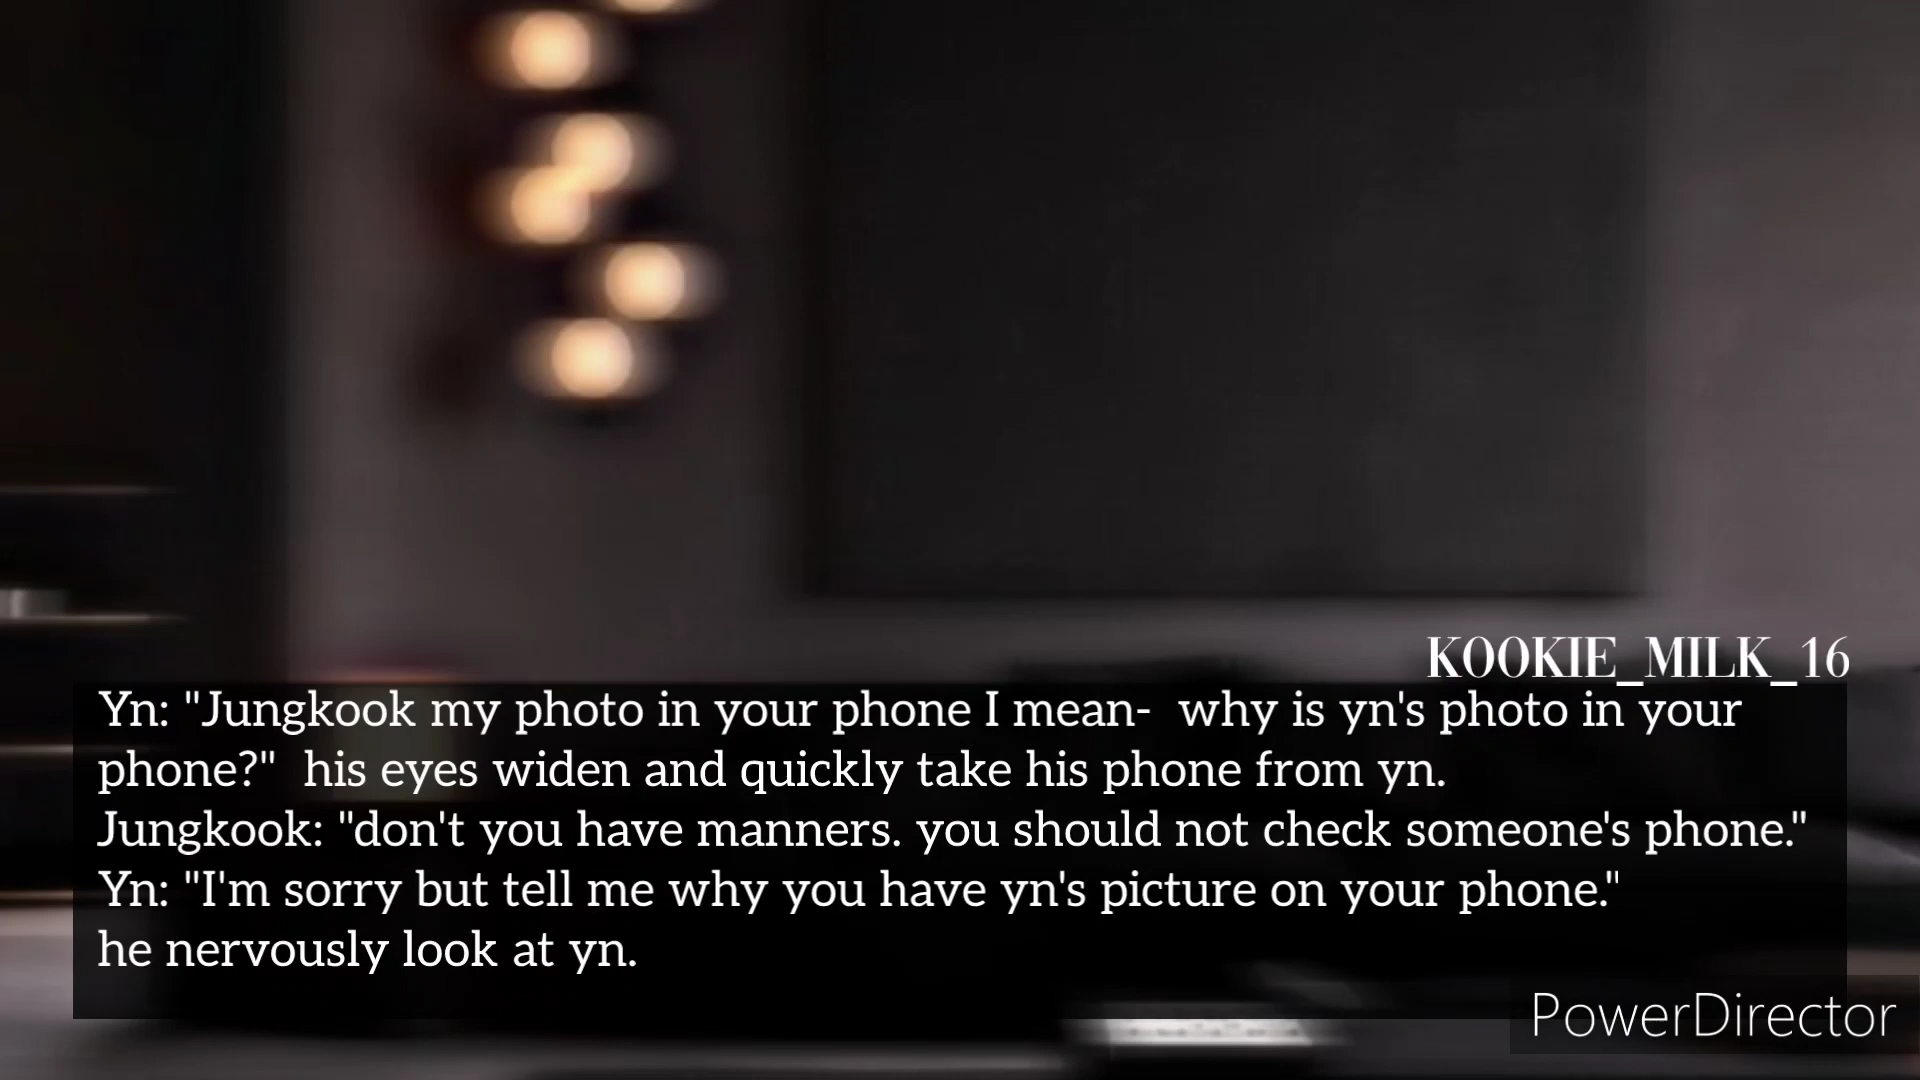 KOOKIE_MILK_16
Yn: "Jungkook my photo in your phone I mean-  why is yn's photo in your
phone?"  his eyes widen and quickly take his phone from yn.
Jungkook: "don't you have manners. you should not check someone's phone."
Yn: "I'm sorry but tell me why you have yn's picture on your phone."
he nervously look at yn.
PowerDirector